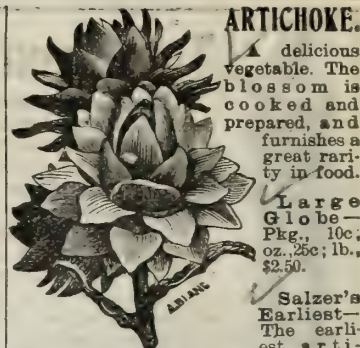 ARTICHOKE.
A delicious
vegetable. The
blossom is
cooked and
prepared, and
furnishes a
great rari-
ty in food.
Large
Globe—
Pkg., 10c;
oz., 25c; lb.,
$2.50.
Salzer's
Earliest—
The earli-
est arti-
A.BLANC